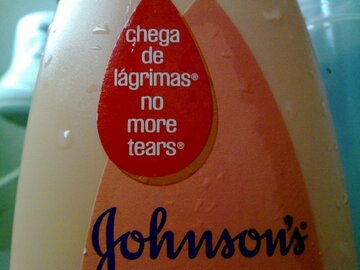 chega
de
lágrimas®
no
more
tears®
Johnson's®